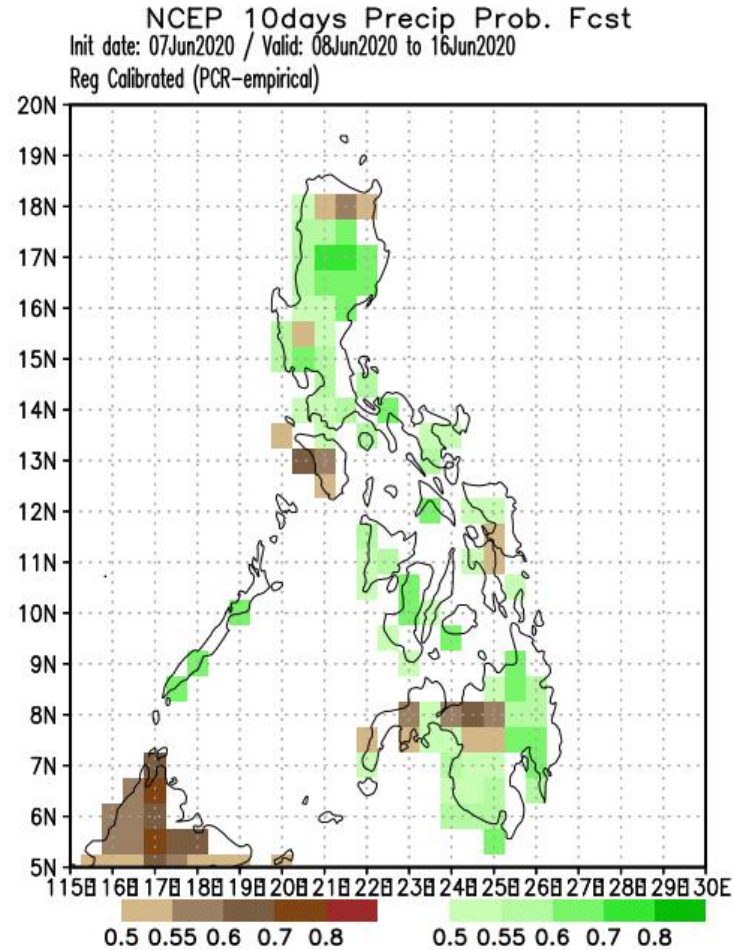 NCEP 10days Precip Prob. Fcst
Init date: 07Jun2020 / Valid: 08Jun2020 to 16Jun2020
Reg Calibrated (PCR-empirical)
20N
19N
18N
17N
16N
15N
14N
13N
12N
11N
10N
9N
8N
7N
6N
5N
115E 116E 117E 118E 119E 120E 121E 122E 123E 124E 125E 126E 127E 128E 129E 130E
0.5 0.55 0.6 0.7 0.8 0.5 0.55 0.6 0.7 0.8